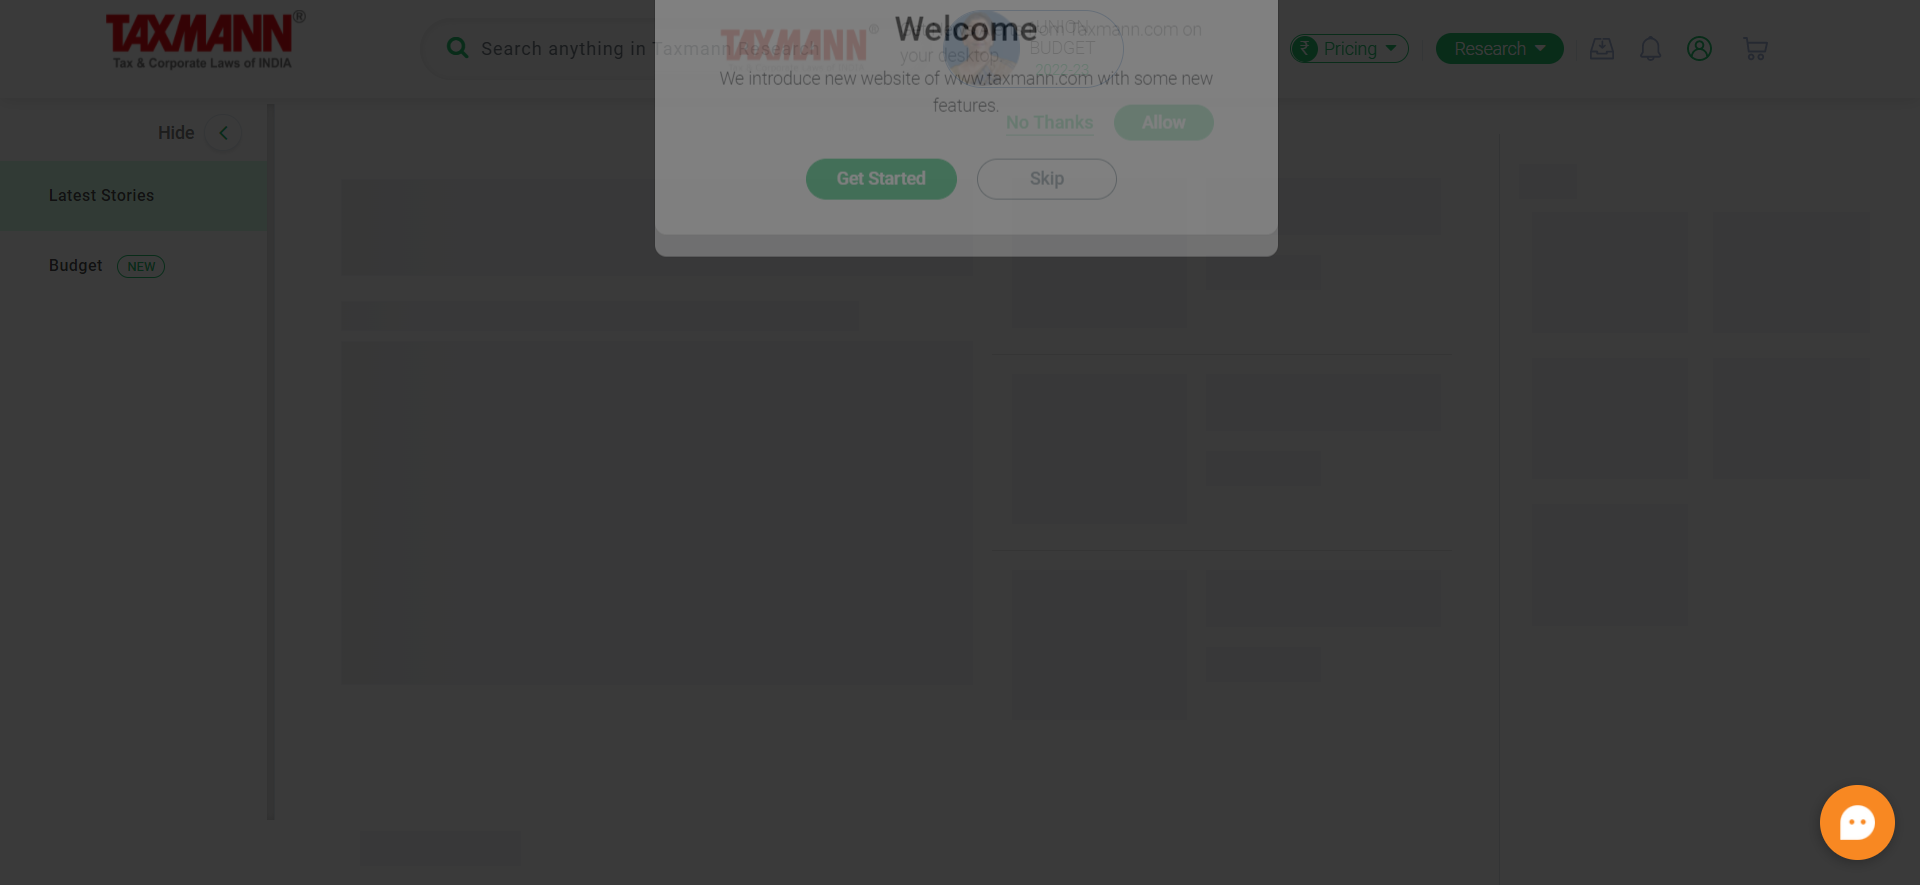 TAXMANN®
Tax & Corporate Laws of INDIA
Search anything in Taxmann Research
Welcome
We introduce new website of www.taxmann.com with some new
features.
Get Started
Skip
TAXMANN®
from Taxmann.com on
your desktop
No Thanks
Allow
UNION
BUDGET
2022-23
₹ Pricing
Research
Hide
Latest Stories
Budget NEW